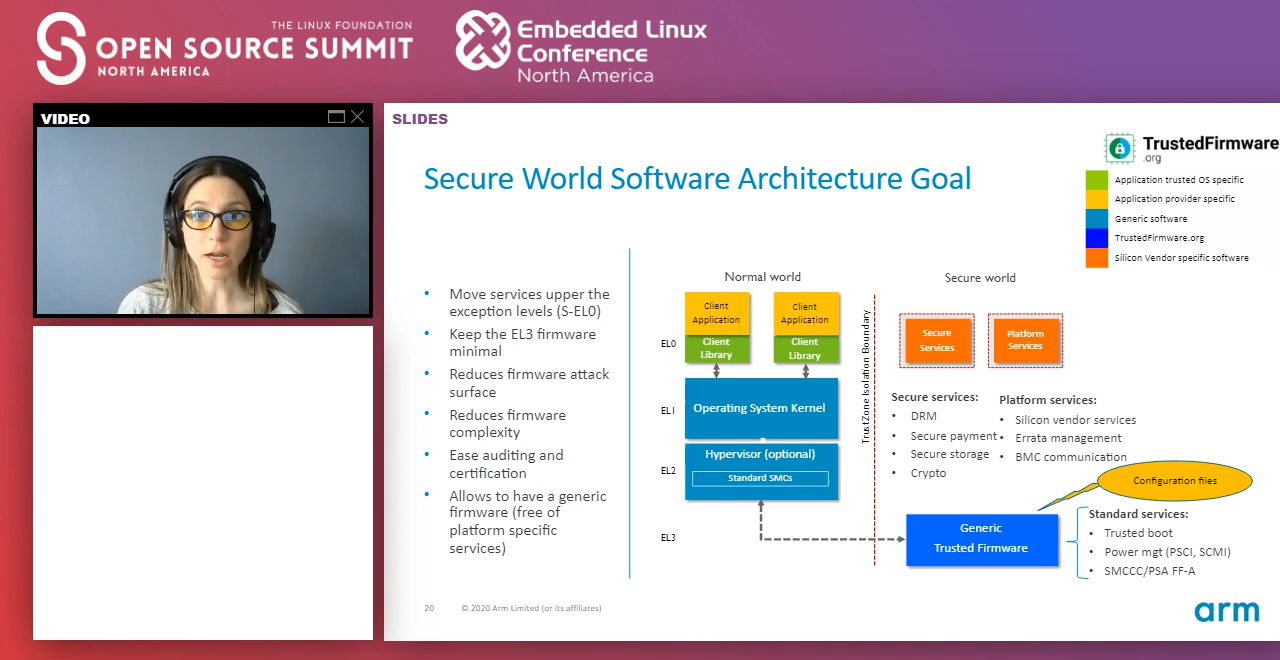 THE LINUX FOUNDATION
OPEN SOURCE SUMMIT
NORTH AMERICA
Embedded Linux
Conference
North America
VIDEO
SLIDES
TrustedFirmware
.org
Secure World Software Architecture Goal
Application trusted OS specific
Application provider specific
Generic software
TrustedFirmware.org
Silicon Vendor specific software
• Move services upper the
exception levels (S-EL0)
• Keep the EL3 firmware
minimal
• Reduces firmware attack
surface
• Reduces firmware
complexity
• Ease auditing and
certification
• Allows to have a generic
firmware (free of
platform specific
services)
Normal world
Secure world
Client
Application
Client
Library
Client
Application
Client
Library
EL0
EL1
EL2
EL3
Operating System Kernel
Hypervisor (optional)
Standard SMCs
TrustZone Isolation Boundary
Secure
Services
Platform
Services
Secure services:
• DRM
• Secure payment
• Secure storage
• Crypto
Platform services:
• Silicon vendor services
• Errata management
• BMC communication
Configuration files
Generic
Trusted Firmware
Standard services:
• Trusted boot
• Power mgt (PSCI, SCMI)
• SMCCC/PSA FF-A
20 © 2020 Arm Limited (or its affiliates)
arm